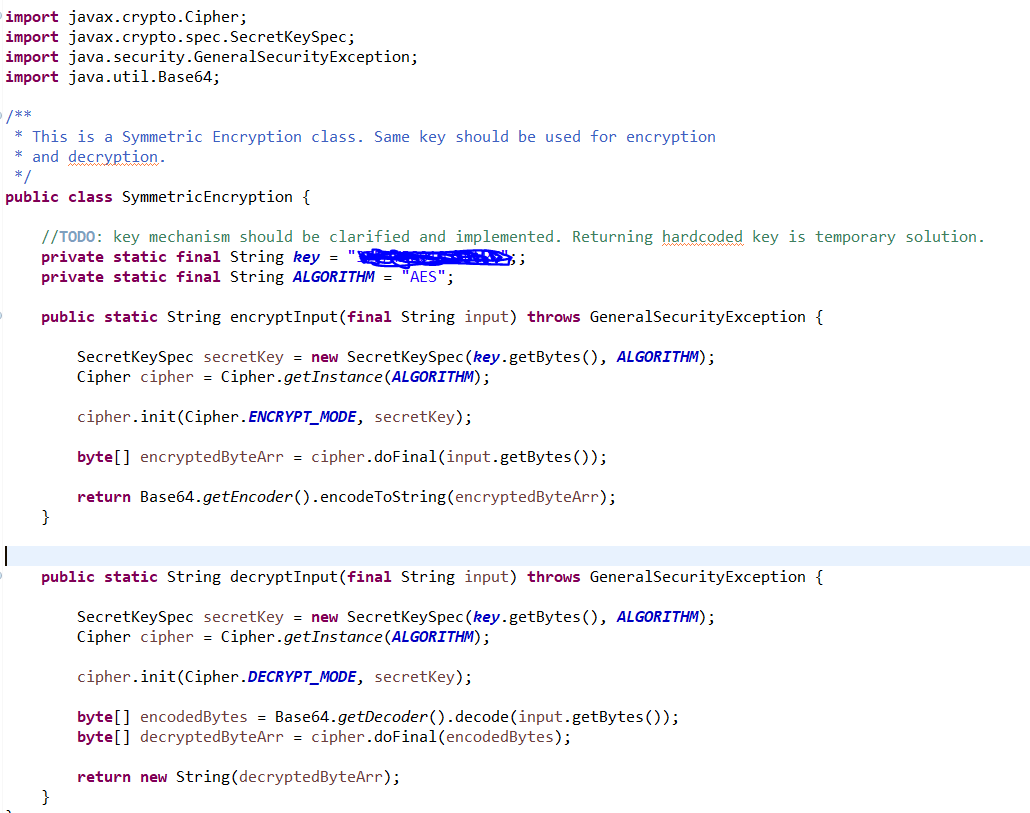 import javax.crypto.Cipher;
import javax.crypto.spec.SecretKeySpec;
import java.security.GeneralSecurityException;
import java.util.Base64;
/**
 * This is a Symmetric Encryption class. Same key should be used for encryption
 * and decryption.
 */
public class SymmetricEncryption {
    //TODO: key mechanism should be clarified and implemented. Returning hardcoded key is temporary solution.
    private static final String key = "";;
    private static final String ALGORITHM = "AES";
    public static String encryptInput(final String input) throws GeneralSecurityException {
        SecretKeySpec secretKey = new SecretKeySpec(key.getBytes(), ALGORITHM);
        Cipher cipher = Cipher.getInstance(ALGORITHM);
        cipher.init(Cipher.ENCRYPT_MODE, secretKey);
        byte[] encryptedByteArr = cipher.doFinal(input.getBytes());
        return Base64.getEncoder().encodeToString(encryptedByteArr);
    }
    public static String decryptInput(final String input) throws GeneralSecurityException {
        SecretKeySpec secretKey = new SecretKeySpec(key.getBytes(), ALGORITHM);
        Cipher cipher = Cipher.getInstance(ALGORITHM);
        cipher.init(Cipher.DECRYPT_MODE, secretKey);
        byte[] encodedBytes = Base64.getDecoder().decode(input.getBytes());
        byte[] decryptedByteArr = cipher.doFinal(encodedBytes);
        return new String(decryptedByteArr);
    }